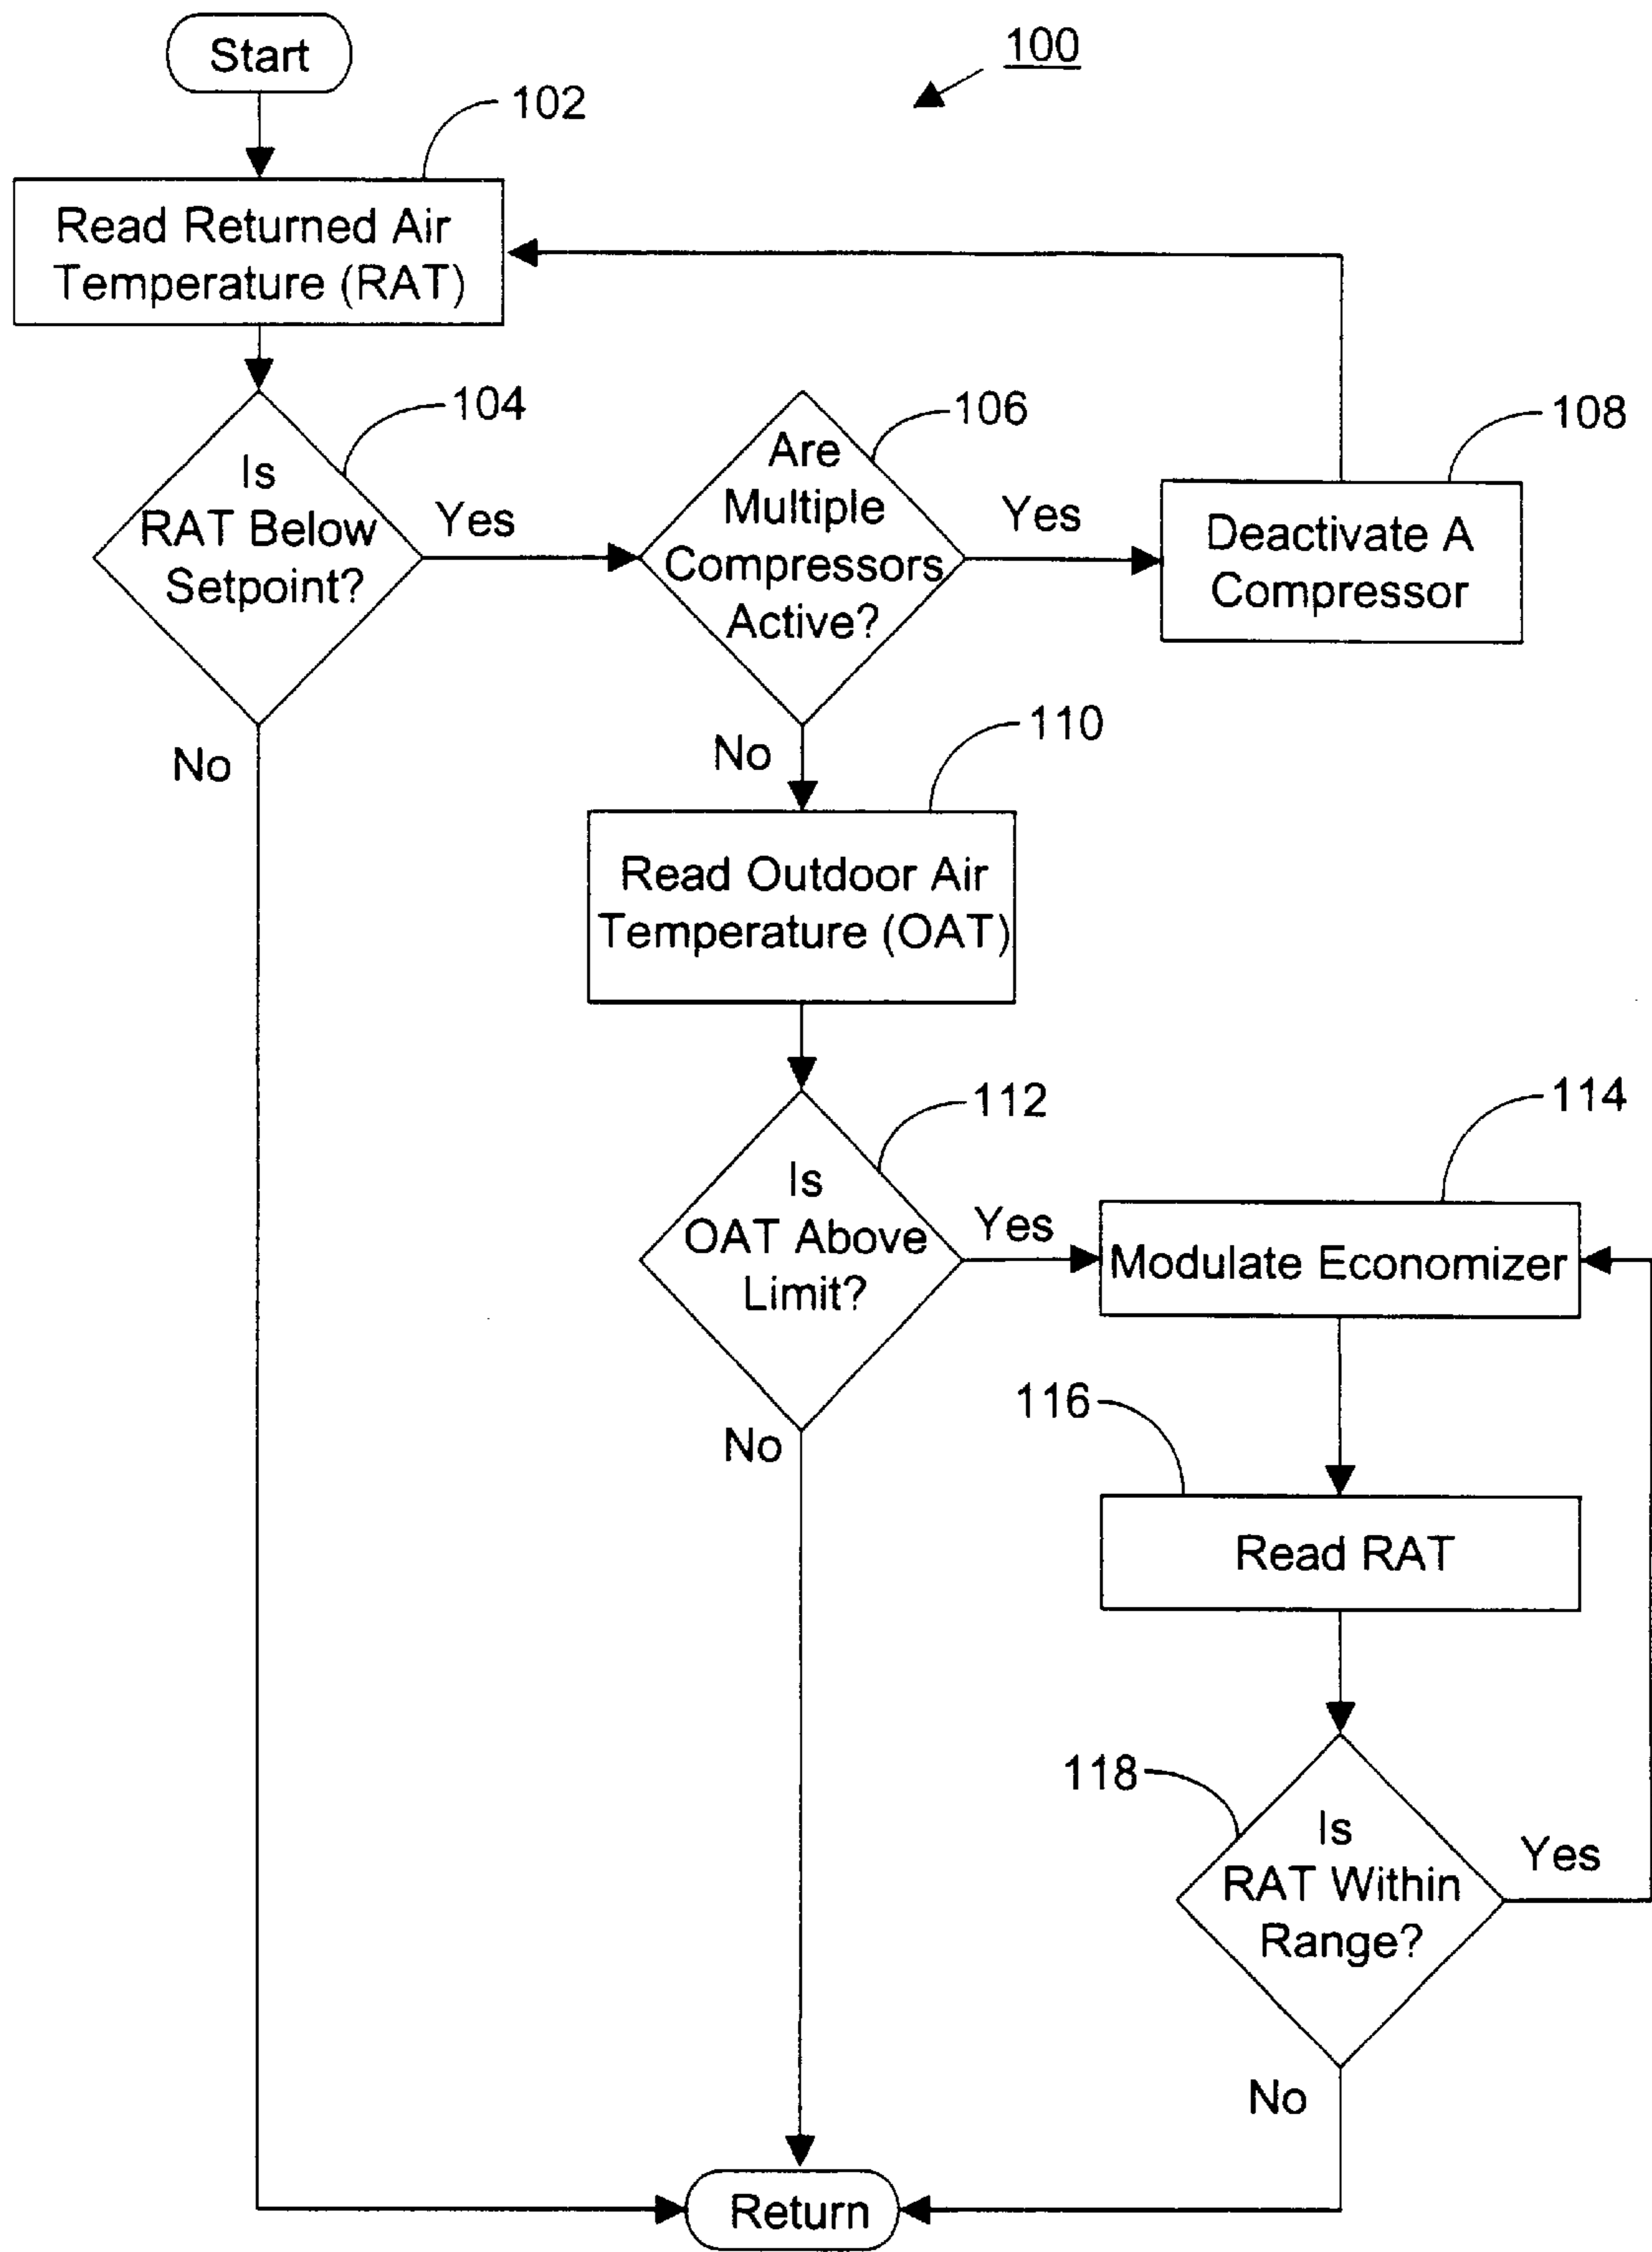 Start
100
102
Read Returned Air
Temperature (RAT)
104
Is
RAT Below
Setpoint?
Yes
No
106
Are
Multiple
Compressors
Active?
Yes
No
108
Deactivate A
Compressor
110
Read Outdoor Air
Temperature (OAT)
112
Is
OAT Above
Limit?
Yes
No
114
Modulate Economizer
116
Read RAT
118
Is
RAT Within
Range?
Yes
No
Return